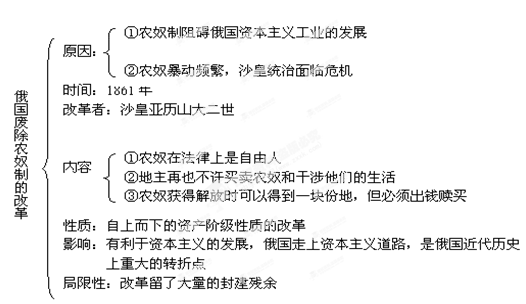 俄国废除农奴制的改革
原因：
①农奴制阻碍俄国资本主义工业的发展
②农奴暴动频繁，沙皇统治面临危机
时间：1861年
改革者：沙皇亚历山大二世
内容
①农奴在法律上是自由人
②地主再也不许买卖农奴和干涉他们的生活
③农奴获得解放时可以得到一块份地，但必须出钱赎买
性质：自上而下的资产阶级性质的改革
影响：有利于资本主义的发展，俄国走上资本主义道路，是俄国近代历史
上重大的转折点
局限性：改革留了大量的封建残余